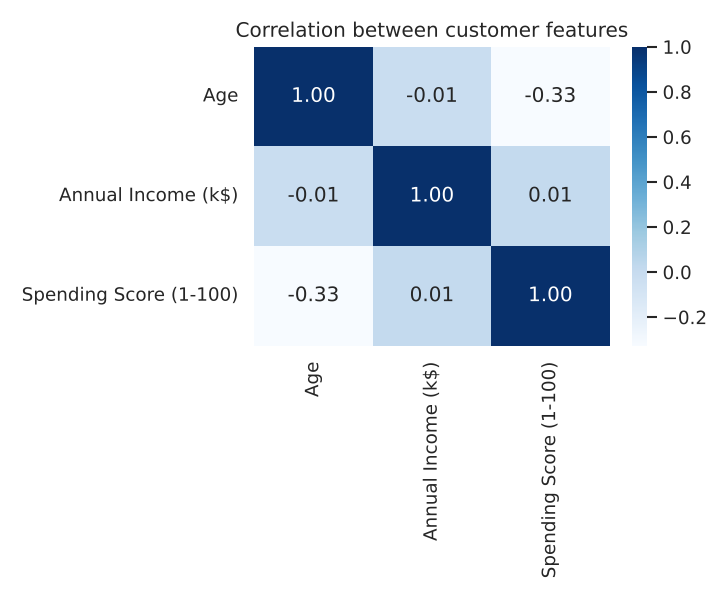 Correlation between customer features
Age
1.00
-0.01
-0.33
Annual Income (k$)
-0.01
1.00
0.01
Spending Score (1-100)
-0.33
0.01
1.00
Age
Annual Income (k$)
Spending Score (1-100)
1.0
0.8
0.6
0.4
0.2
0.0
−0.2